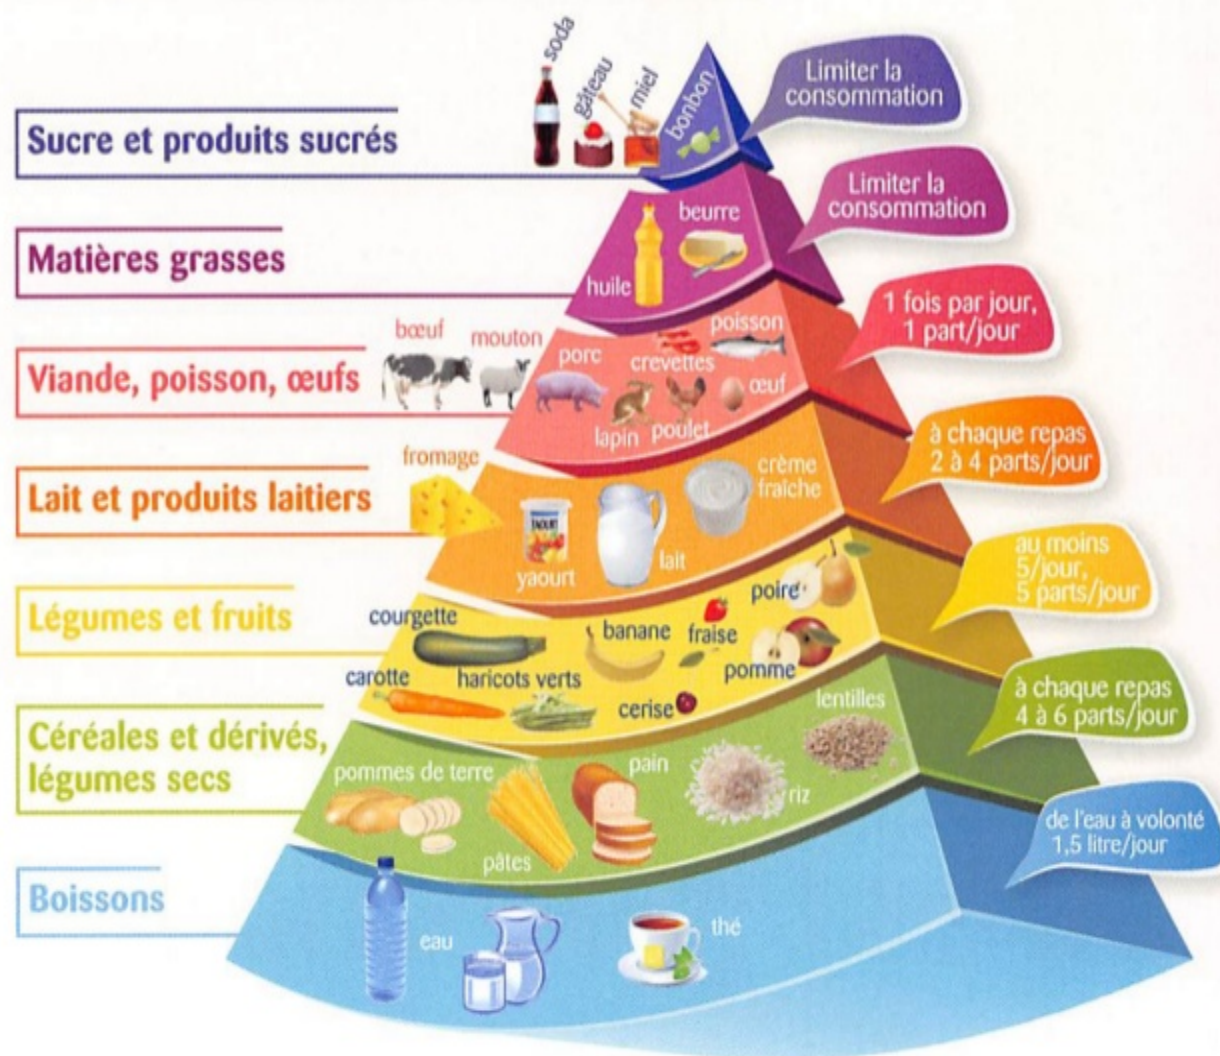 soda
gâteau
miel
bonbon
Limiter la
consommation
Sucre et produits sucrés
Limiter la
consommation
beurre
huile
Matières grasses
1 fois par jour,
1 part/jour
bœuf
mouton
porc
crevettes
poisson
œuf
lapin
poulet
Viande, poisson, œufs
à chaque repas
2 à 4 parts/jour
fromage
crème
fraîche
Lait et produits laitiers
YAOURT
yaourt
lait
au moins
5/jour,
5 parts/jour
courgette
poire
banane
fraise
Légumes et fruits
carotte
haricots verts
pomme
cerise
à chaque repas
4 à 6 parts/jour
lentilles
Céréales et dérivés,
légumes secs
pommes de terre
pain
riz
pâtes
de l'eau à volonté
1,5 litre/jour
Boissons
eau
thé